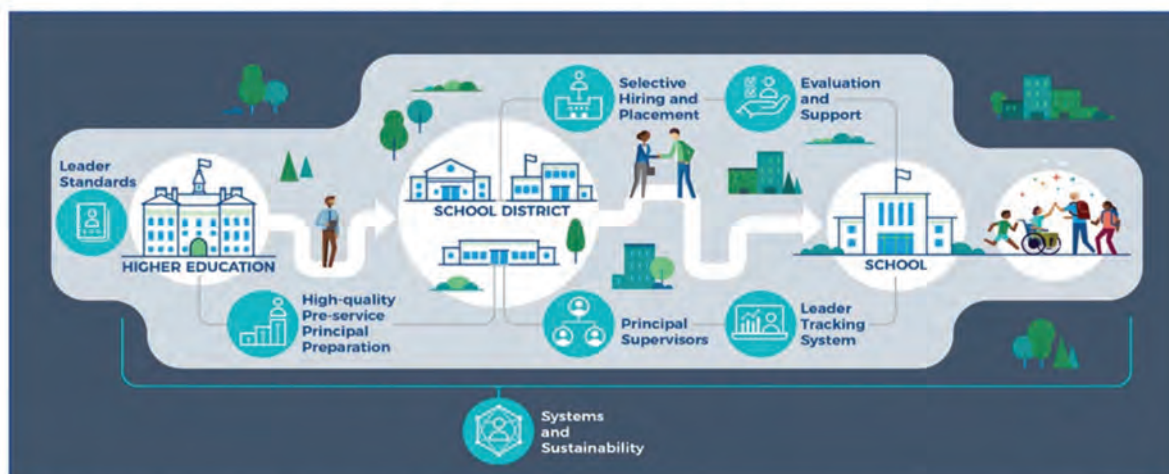 Leader
Standards
HIGHER EDUCATION
High-quality
Pre-service
Principal
Preparation
SCHOOL DISTRICT
Selective
Hiring and
Placement
Evaluation
and
Support
Principal
Supervisors
Leader
Tracking
System
SCHOOL
Systems
and
Sustainability